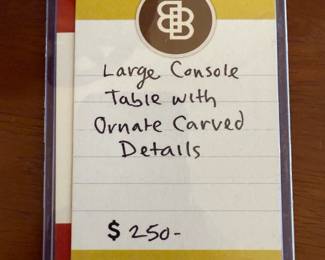 Large Console
Table with
Ornate Carved
Details
$250-